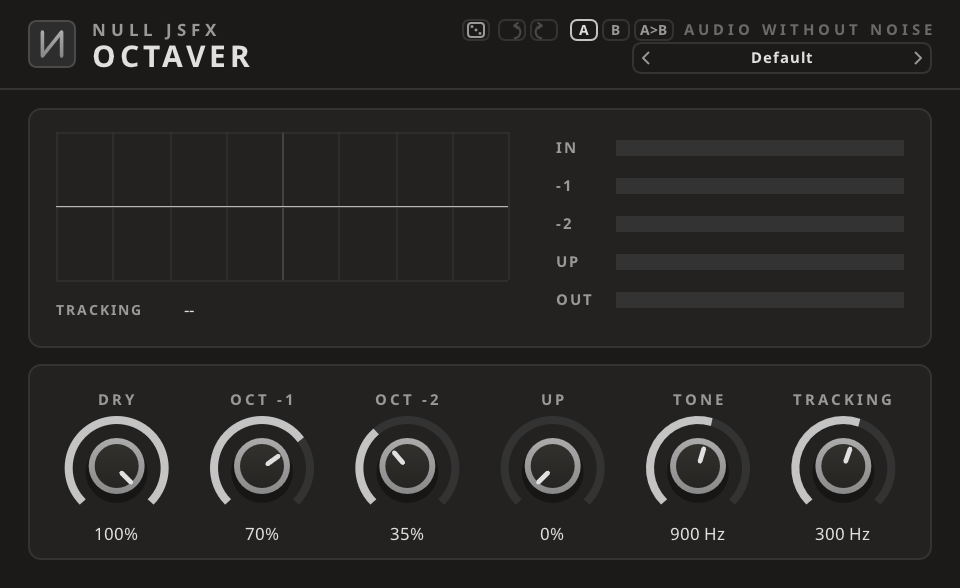 NULL JSFX
OCTAVER
A B A>B AUDIO WITHOUT NOISE
Default
IN
-1
-2
UP
OUT
TRACKING --
DRY OCT -1 OCT -2 UP TONE TRACKING
100% 70% 35% 0% 900 Hz 300 Hz